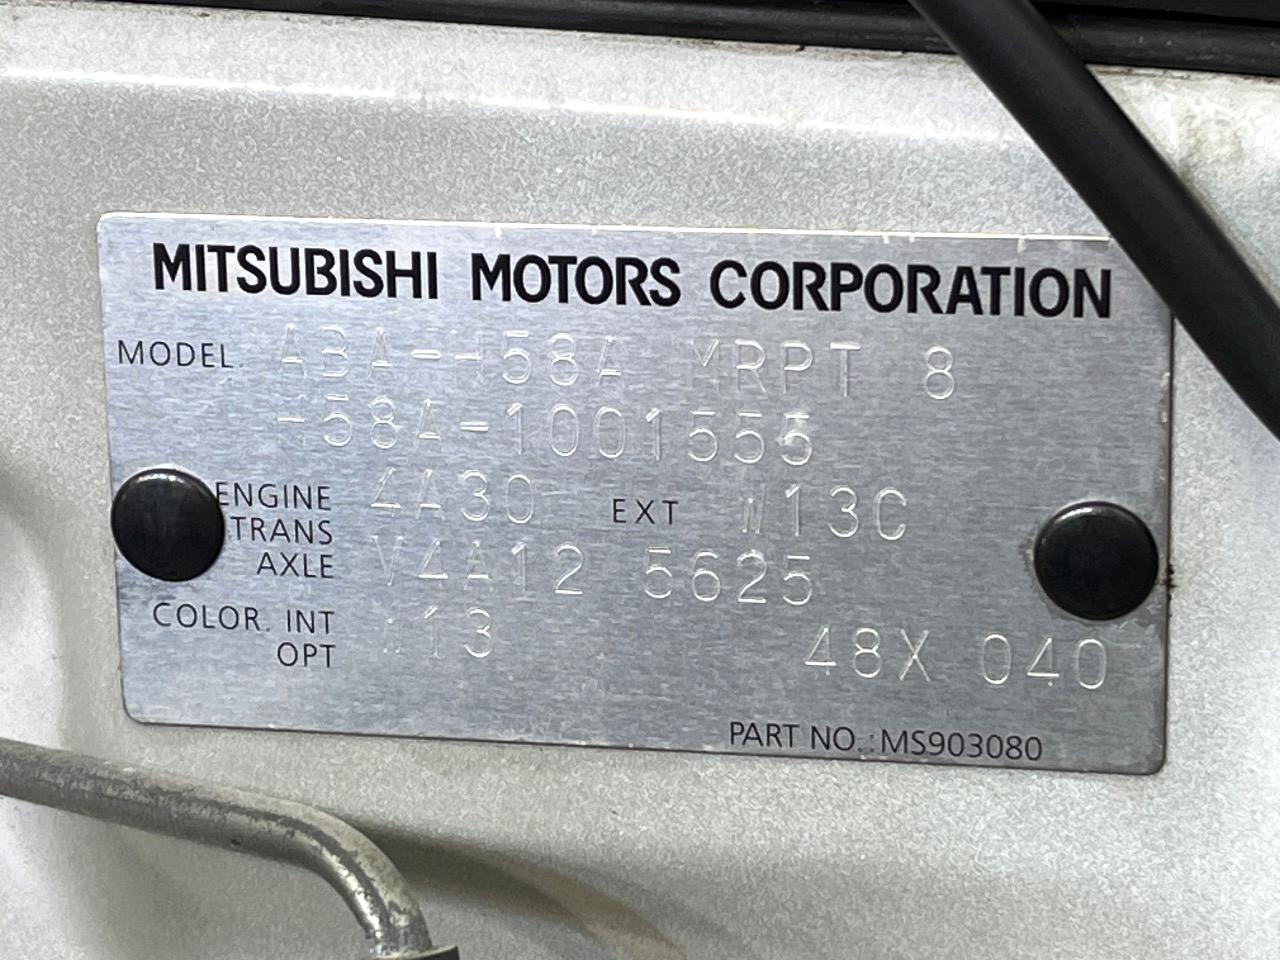 MITSUBISHI MOTORS CORPORATION
MODEL. ABA-H58A MRPT 8
H58A-1001555
ENGINE 4A30 EXT W13C
TRANS
AXLE V4A12 5625
COLOR. INT W13
OPT 48X 040
PART NO.:MS903080